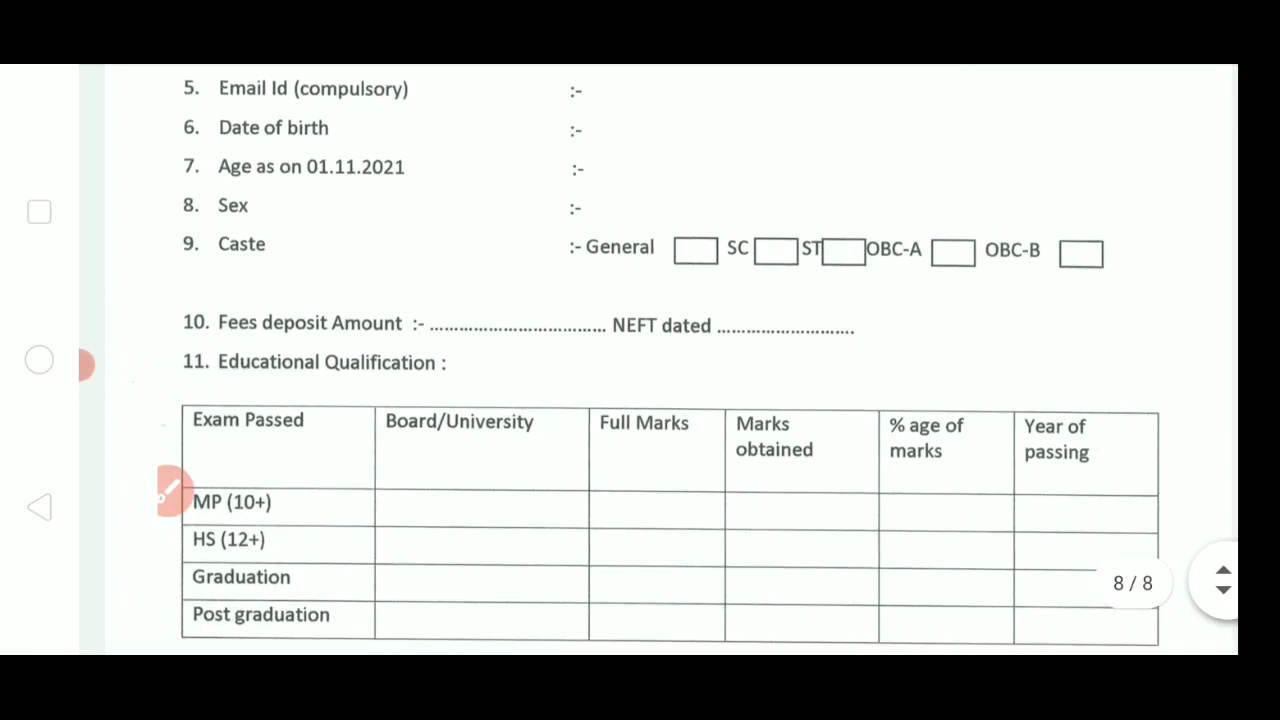 5. Email Id (compulsory) :-
6. Date of birth :-
7. Age as on 01.11.2021 :-
8. Sex :-
9. Caste :- General SC ST OBC-A OBC-B
10. Fees deposit Amount :- .................................... NEFT dated ............................
11. Educational Qualification :
Exam Passed Board/University Full Marks Marks obtained % age of marks Year of passing
MP (10+)
HS (12+)
Graduation
8 / 8
Post graduation